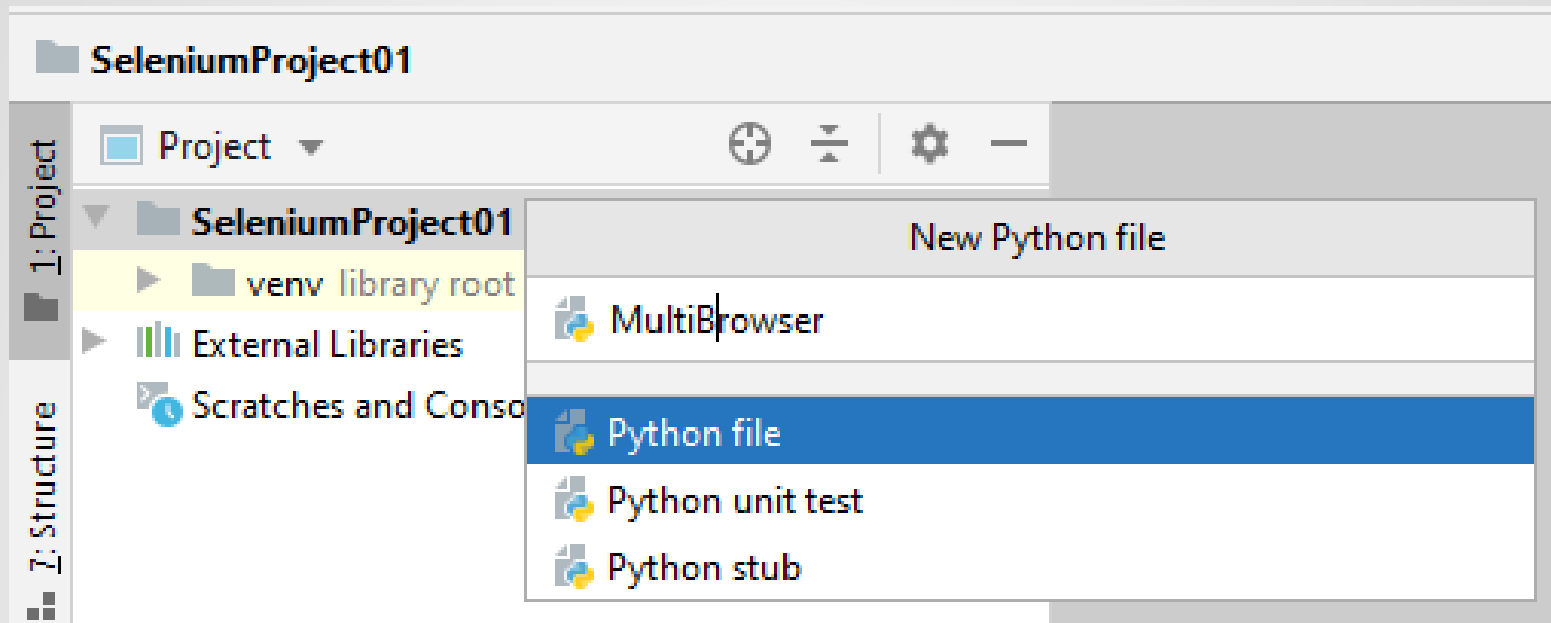 SeleniumProject01
1: Project
Project
SeleniumProject01
venv library root
External Libraries
Scratches and Conso
7: Structure
New Python file
MultiBrowser
Python file
Python unit test
Python stub